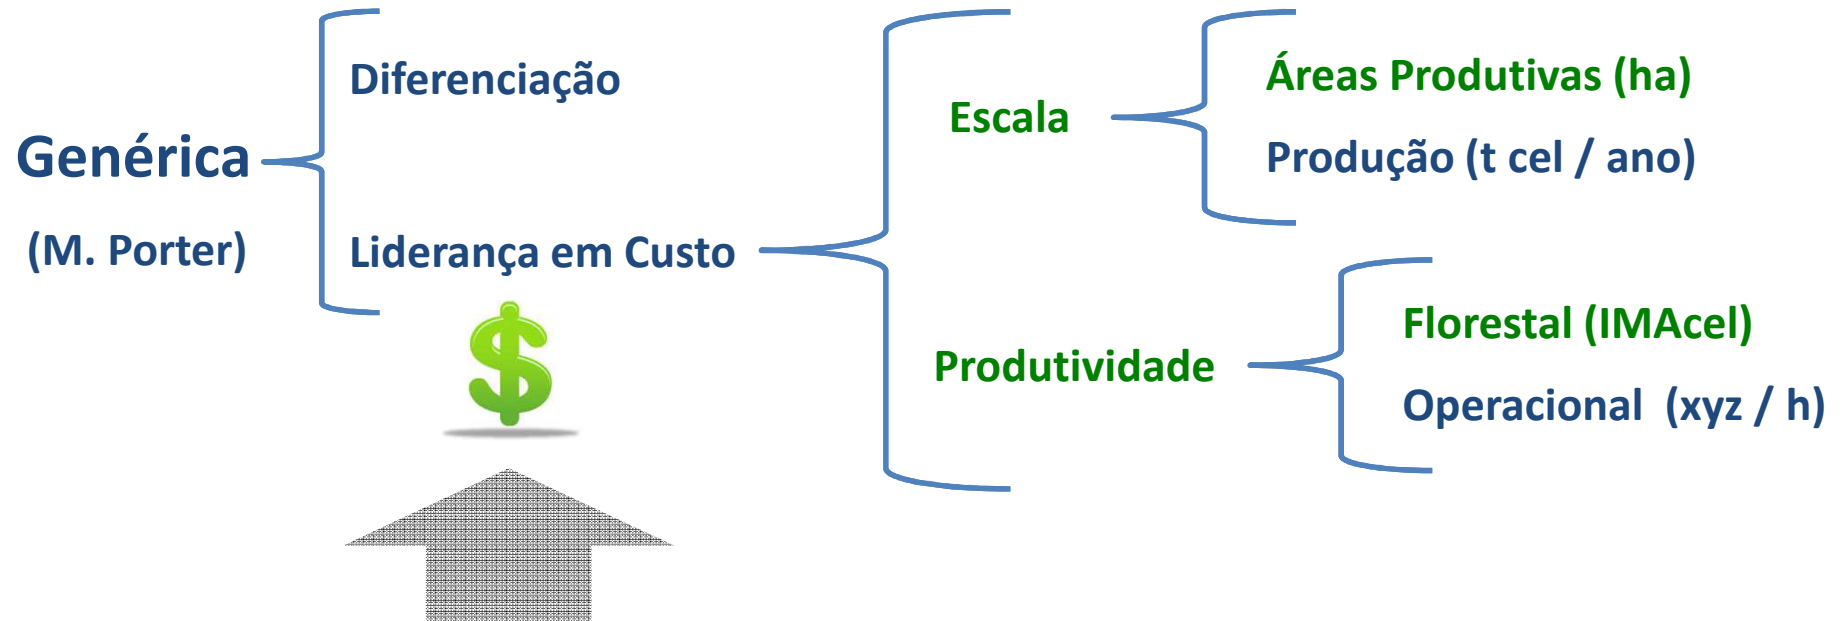 Genérica
(M. Porter)
Diferenciação
Liderança em Custo
$
Escala
Áreas Produtivas (ha)
Produção (t cel / ano)
Produtividade
Florestal (IMAcel)
Operacional (xyz / h)